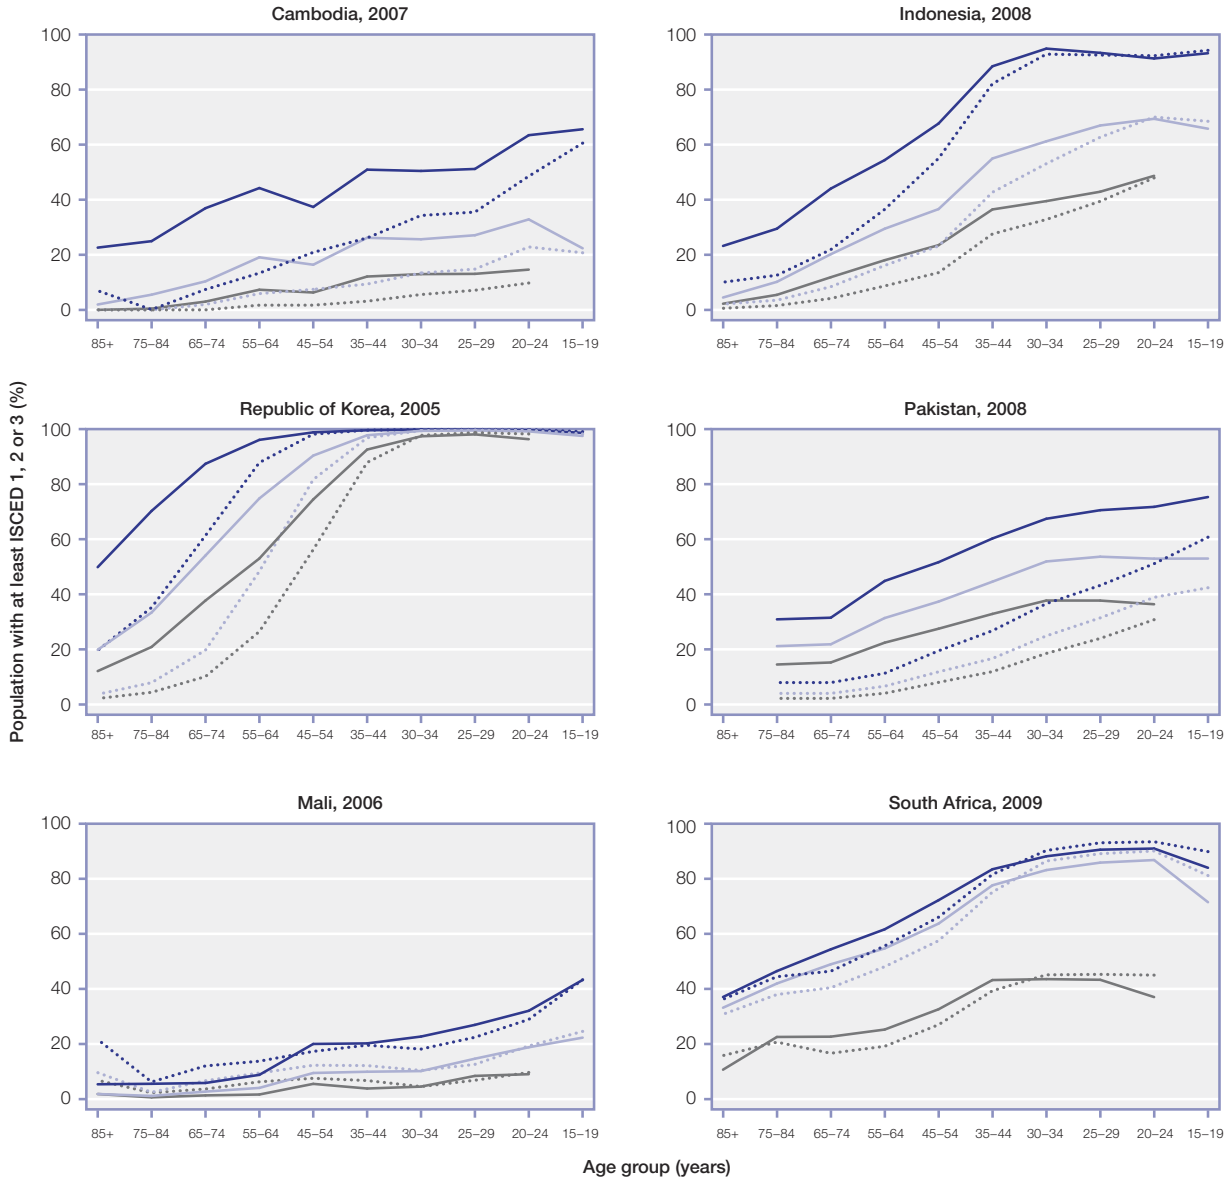 Cambodia, 2007
100
80
60
40
20
0
85+ 75–84 65–74 55–64 45–54 35–44 30–34 25–29 20–24 15–19
Indonesia, 2008
100
80
60
40
20
0
85+ 75–84 65–74 55–64 45–54 35–44 30–34 25–29 20–24 15–19
Population with at least ISCED 1, 2 or 3 (%)
Republic of Korea, 2005
100
80
60
40
20
0
85+ 75–84 65–74 55–64 45–54 35–44 30–34 25–29 20–24 15–19
Pakistan, 2008
100
80
60
40
20
0
85+ 75–84 65–74 55–64 45–54 35–44 30–34 25–29 20–24 15–19
Mali, 2006
100
80
60
40
20
0
85+ 75–84 65–74 55–64 45–54 35–44 30–34 25–29 20–24 15–19
South Africa, 2009
100
80
60
40
20
0
85+ 75–84 65–74 55–64 45–54 35–44 30–34 25–29 20–24 15–19
Age group (years)